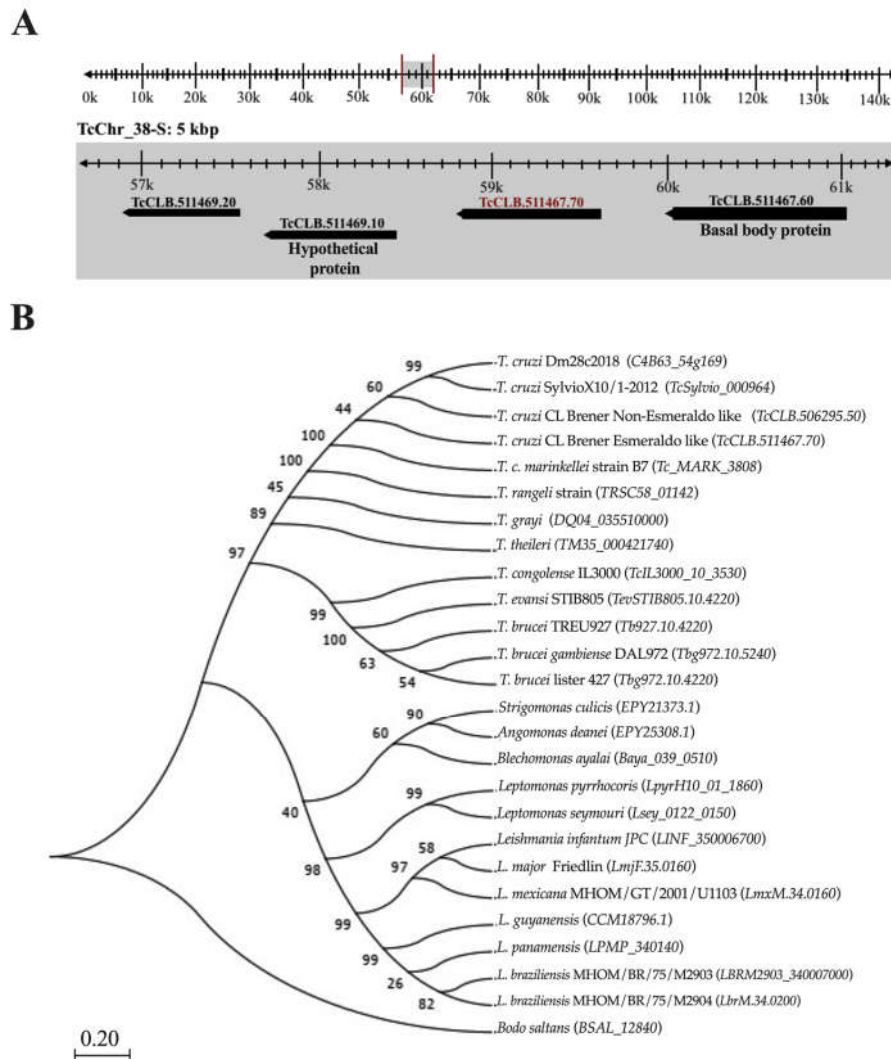 A
0k 10k 20k 30k 40k 50k 60k 70k 80k 90k 100k 110k 120k 130k 140k
TcChr_38-S: 5 kbp
57k 58k 59k 60k 61k
TcCLB.511469.20 TcCLB.511467.70 TcCLB.511467.60
TcCLB.511469.10 Basal body protein
Hypothetical
protein
B
99 T. cruzi Dm28c2018 (C4B63_54g169)
60 T. cruzi SylvioX10/1-2012 (TcSylvio_000964)
44 T. cruzi CL Brener Non-Esmeraldo like (TcCLB.506295.50)
100 T. cruzi CL Brener Esmeraldo like (TcCLB.511467.70)
100 T. c. marinkellei strain B7 (Tc_MARK_3808)
45 T. rangeli strain (TRSC58_01142)
89 T. grayi (DQ04_035510000)
97 T. theileri (TM35_000421740)
T. congolense IL3000 (TcIL3000_10_3530)
99 T. evansi STIB805 (TevSTIB805.10.4220)
100 T. brucei TREU927 (Tb927.10.4220)
63 T. brucei gambiense DAL972 (Tbg972.10.5240)
54 T. brucei lister 427 (Tbg972.10.4220)
90 Strigomonas culicis (EPY21373.1)
60 Angomonas deanei (EPY25308.1)
Blechomonas ayalai (Baya_039_0510)
99 Leptomonas pyrrhocoris (LpyrH10_01_1860)
40 Leptomonas seymouri (Lsey_0122_0150)
58 Leishmania infantum JPC (LINF_350006700)
98 97 L. major Friedlin (LmjF.35.0160)
L. mexicana MHOM/GT/2001/U1103 (LmxM.34.0160)
99 L. guyanensis (CCM18796.1)
99 L. panamensis (LPMP_340140)
26 L. braziliensis MHOM/BR/75/M2903 (LBRM2903_340007000)
82 L. braziliensis MHOM/BR/75/M2904 (LbrM.34.0200)
Bodo saltans (BSAL_12840)
0.20